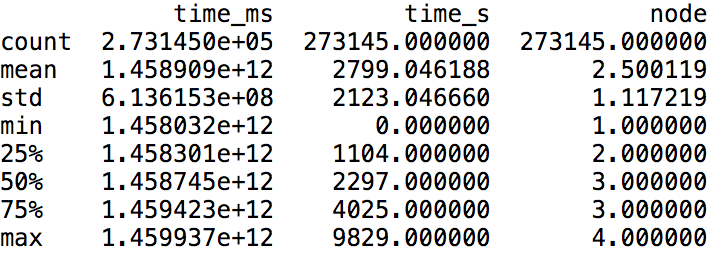 time_ms time_s node
count 2.731450e+05 273145.000000 273145.000000
mean 1.458909e+12 2799.046188 2.500119
std 6.136153e+08 2123.046660 1.117219
min 1.458032e+12 0.000000 1.000000
25% 1.458301e+12 1104.000000 2.000000
50% 1.458745e+12 2297.000000 3.000000
75% 1.459423e+12 4025.000000 3.000000
max 1.459937e+12 9829.000000 4.000000